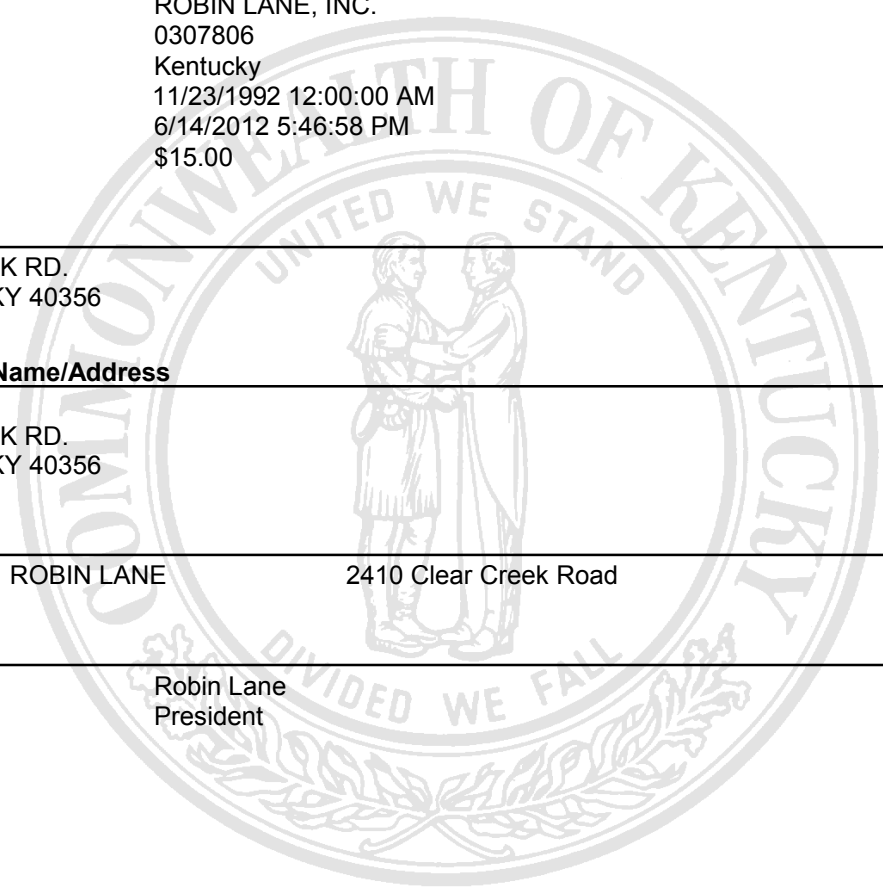 ROBIN LANE, INC.
0307806
Kentucky
11/23/1992 12:00:00 AM
6/14/2012 5:46:58 PM
$15.00
K RD.
KY 40356
Name/Address
K RD.
KY 40356
ROBIN LANE 2410 Clear Creek Road
Robin Lane
President
COMMONWEALTH OF KENTUCKY
UNITED WE STAND
DIVIDED WE FALL